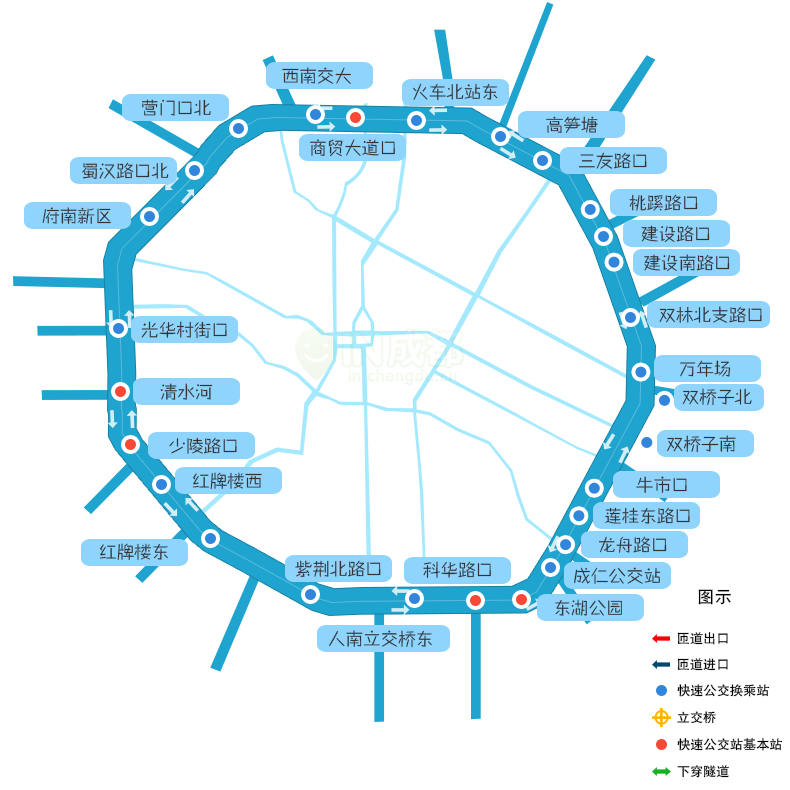 西南交大
火车北站东
营门口北
高笋塘
商贸大道口
三友路口
蜀汉路口北
桃蹊路口
府南新区
建设路口
建设南路口
双林北支路口
光华村街口
IN成都
inchengdu.net
万年场
清水河
双桥子北
少陵路口
双桥子南
红牌楼西
牛市口
莲桂东路口
红牌楼东
龙舟路口
紫荆北路口
科华路口
成仁公交站
东湖公园
人南立交桥东
图示
匝道出口
匝道进口
快速公交换乘站
立交桥
快速公交站基本站
下穿隧道